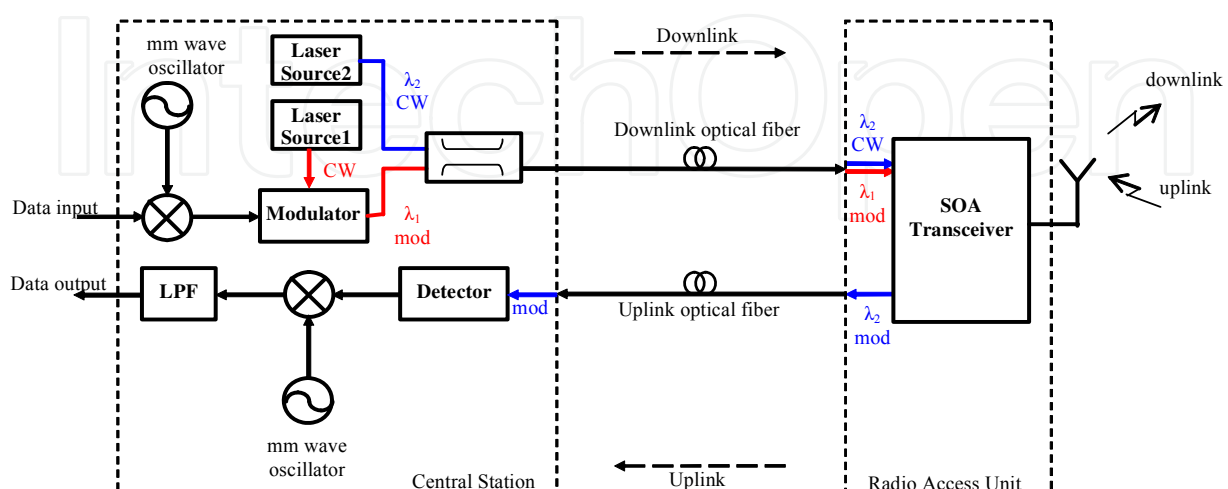 IntechOpen
mm wave
oscillator
Laser
Source2
λ2
CW
Laser
Source1
CW
Data input
Modulator
λ1
mod
Downlink
Downlink optical fiber
λ2
CW
λ1
mod
SOA
Transceiver
downlink
uplink
Data output
LPF
Detector
mod
Uplink optical fiber
λ2
mod
mm wave
oscillator
Central Station
Uplink
Radio Access Unit